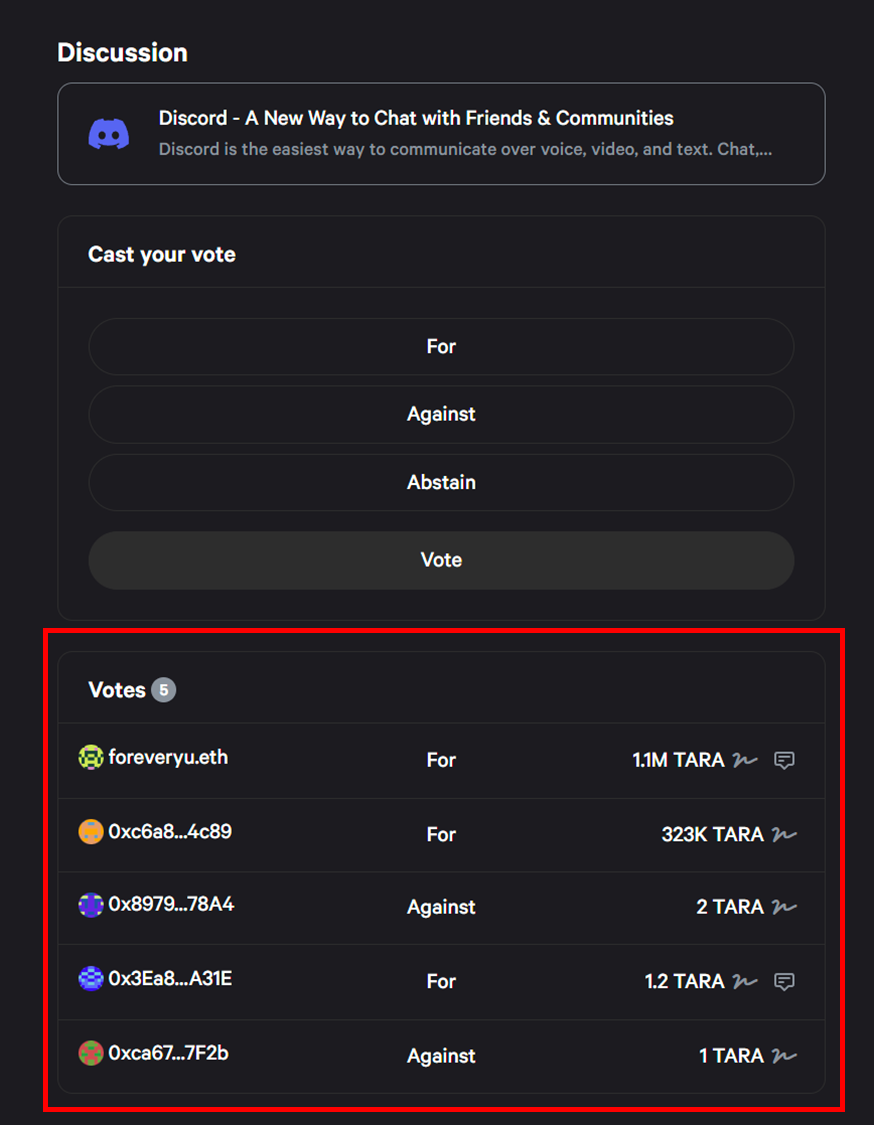 Discussion
Discord - A New Way to Chat with Friends & Communities
Discord is the easiest way to communicate over voice, video, and text. Chat,...
Cast your vote
For
Against
Abstain
Vote
Votes 5
foreveryu.eth For 1.1M TARA
0xc6a8...4c89 For 323K TARA
0x8979...78A4 Against 2 TARA
0x3Ea8...A31E For 1.2 TARA
0xca67...7F2b Against 1 TARA